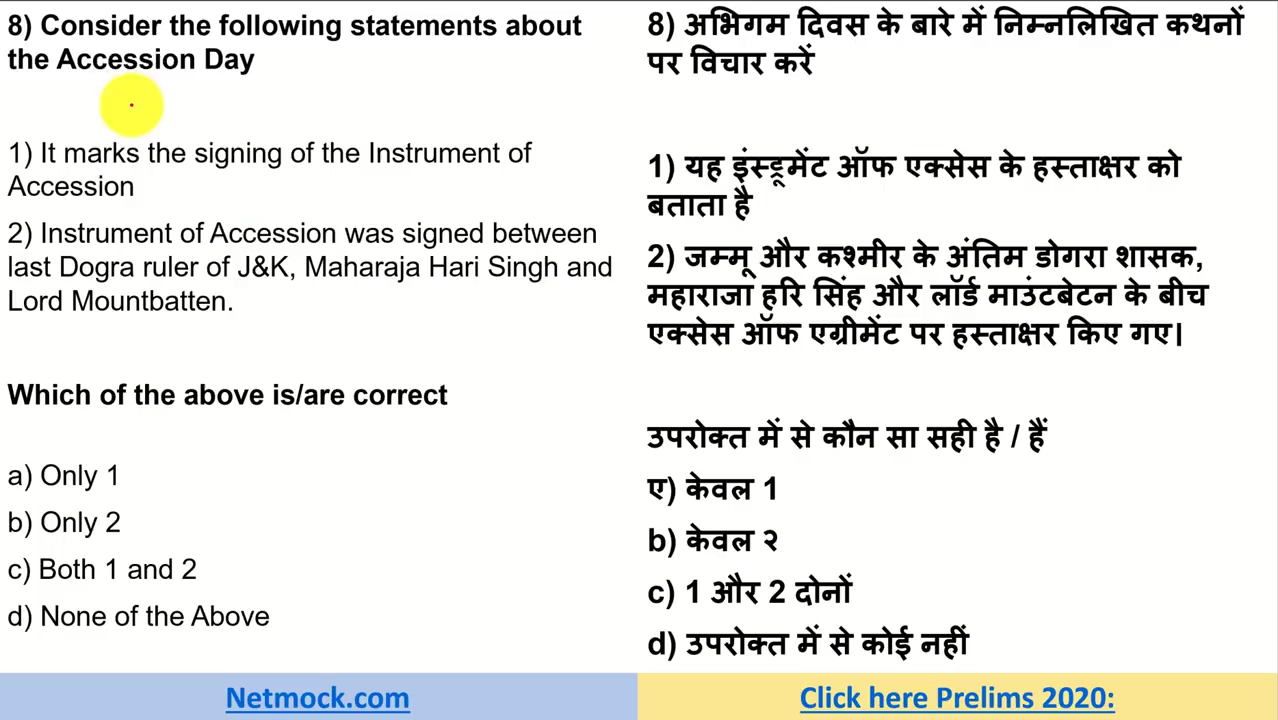 8) Consider the following statements about
the Accession Day
1) It marks the signing of the Instrument of
Accession
2) Instrument of Accession was signed between
last Dogra ruler of J&K, Maharaja Hari Singh and
Lord Mountbatten.
Which of the above is/are correct
a) Only 1
b) Only 2
c) Both 1 and 2
d) None of the Above
8) अभिगम दिवस के बारे में निम्नलिखित कथनों
पर विचार करें
1) यह इंस्ट्रूमेंट ऑफ एक्सेस के हस्ताक्षर को
बताता है
2) जम्मू और कश्मीर के अंतिम डोगरा शासक,
महाराजा हरि सिंह और लॉर्ड माउंटबेटन के बीच
एक्सेस ऑफ एग्रीमेंट पर हस्ताक्षर किए गए।
उपरोक्त में से कौन सा सही है / हैं
ए) केवल 1
b) केवल २
c) 1 और 2 दोनों
d) उपरोक्त में से कोई नहीं
Netmock.com
Click here Prelims 2020: